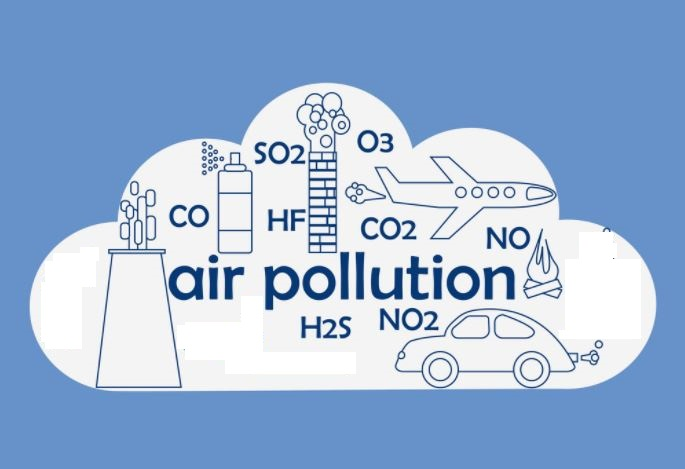 SO2
O3
CO
HF
CO2
NO
air pollution
H2S
NO2